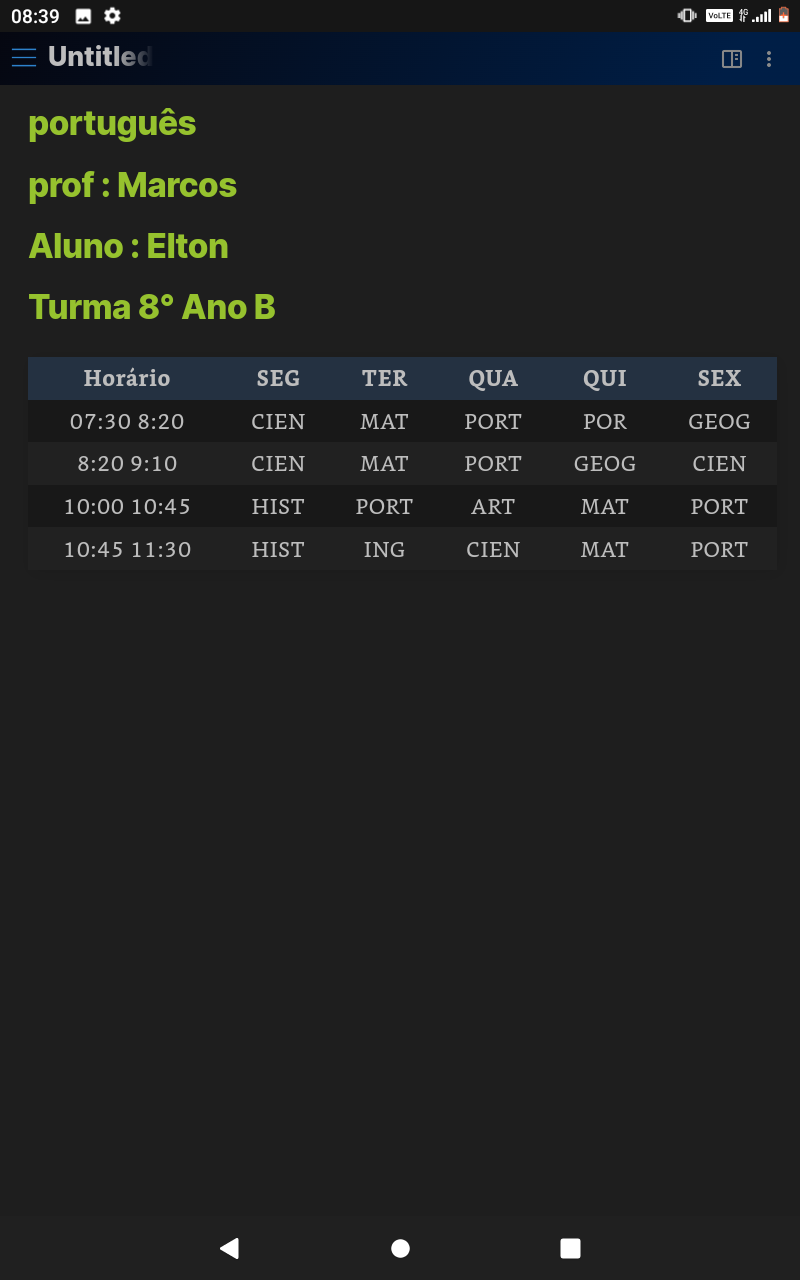 08:39 VoLTE 4G
Untitled
português
prof : Marcos
Aluno : Elton
Turma 8° Ano B
Horário SEG TER QUA QUI SEX
07:30 8:20 CIEN MAT PORT POR GEOG
8:20 9:10 CIEN MAT PORT GEOG CIEN
10:00 10:45 HIST PORT ART MAT PORT
10:45 11:30 HIST ING CIEN MAT PORT